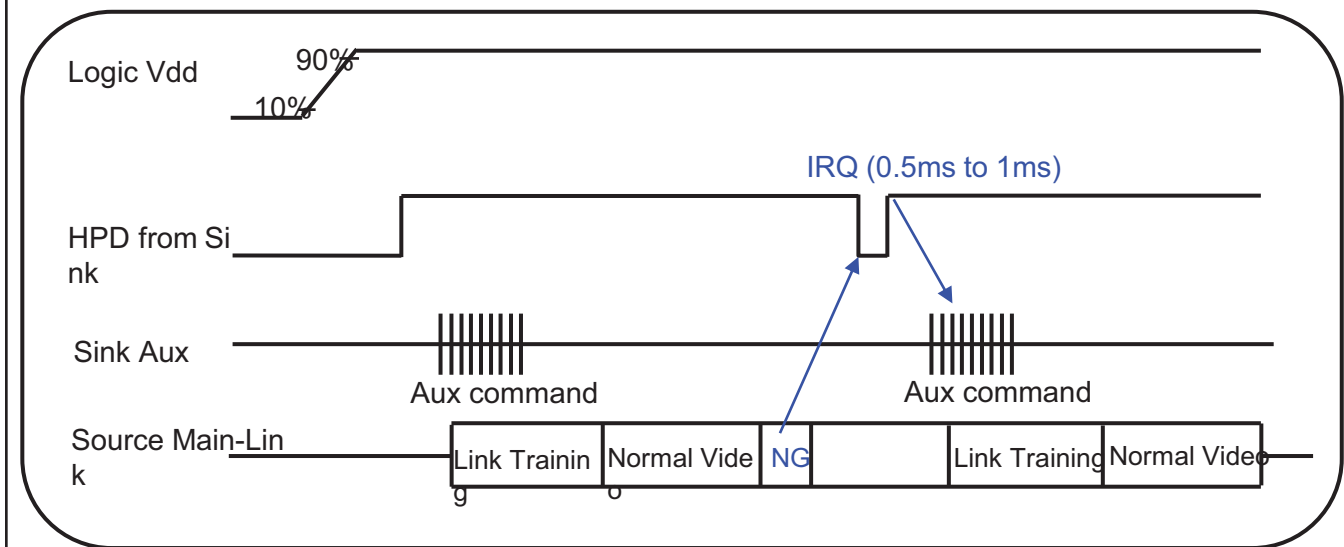 Logic Vdd
90%
10%
IRQ (0.5ms to 1ms)
HPD from Si
nk
Sink Aux
Aux command
Aux command
Source Main-Lin
k
Link Trainin
g
Normal Vide
o
NG
Link Training
Normal Video